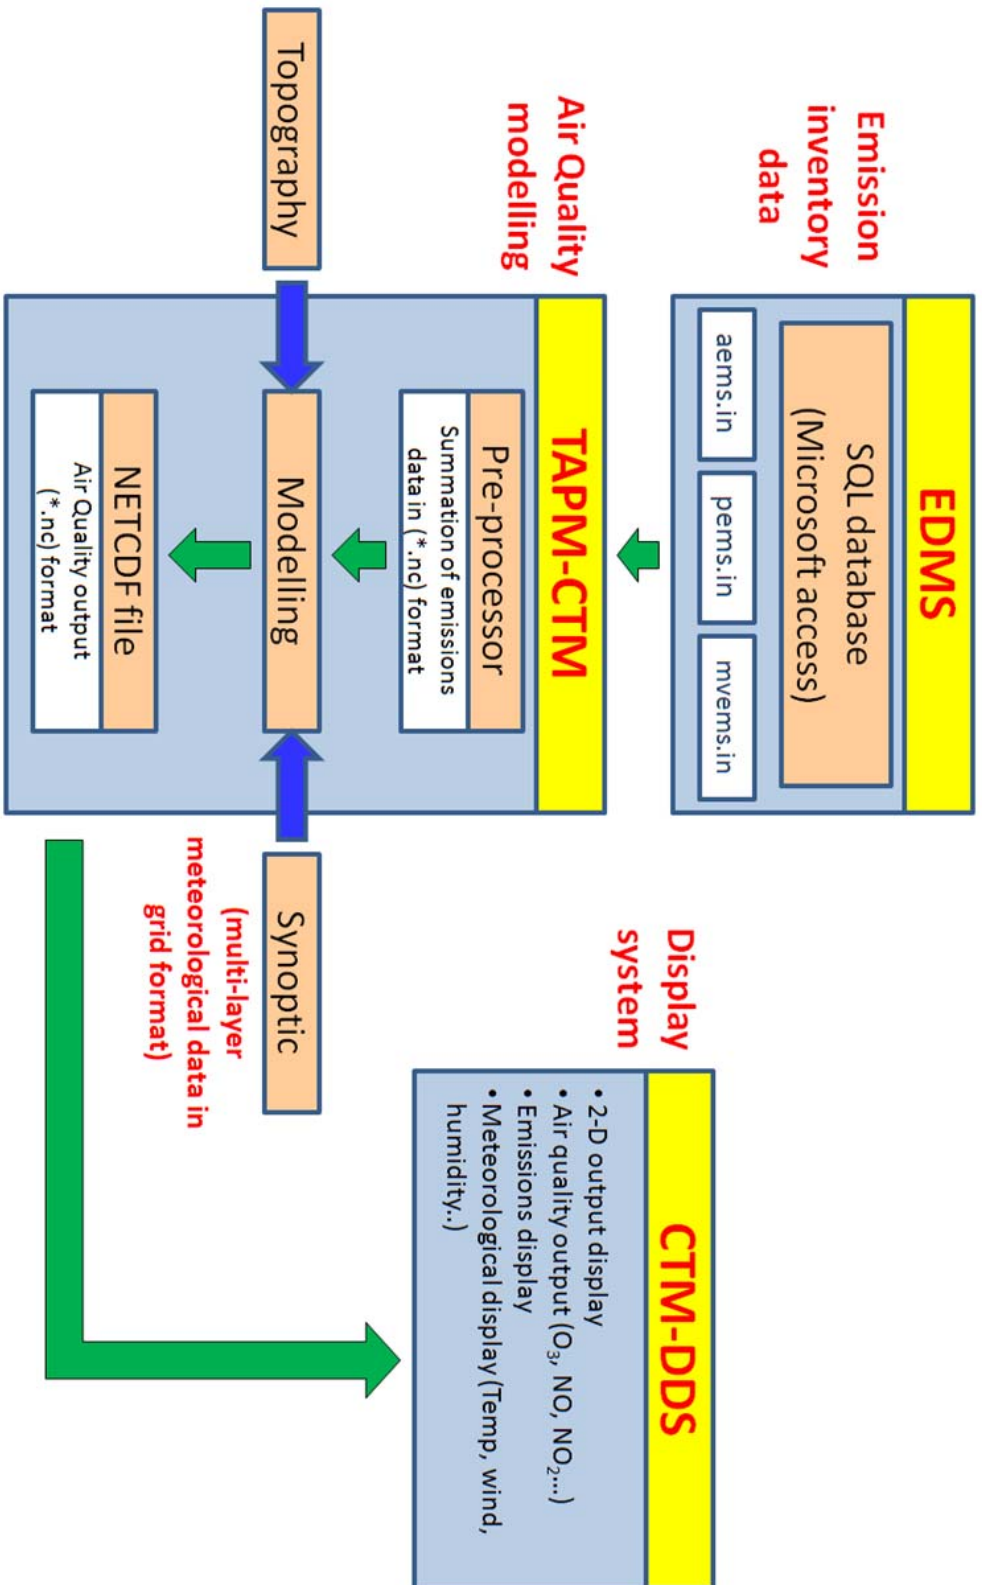 Emission
inventory
data
EDMS
SQL database
(Microsoft access)
aems.in
pems.in
mvems.in
Air Quality
modelling
TAPM-CTM
Pre-processor
Summation of emissions
data in (*.nc) format
Topography
Modelling
Synoptic
(multi-layer
meteorological data in
grid format)
NETCDF file
Air Quality output
(*.nc) format
Display
system
CTM-DDS
• 2-D output display
• Air quality output (O₃, NO, NO₂...)
• Emissions display
• Meteorological display (Temp, wind,
humidity..)